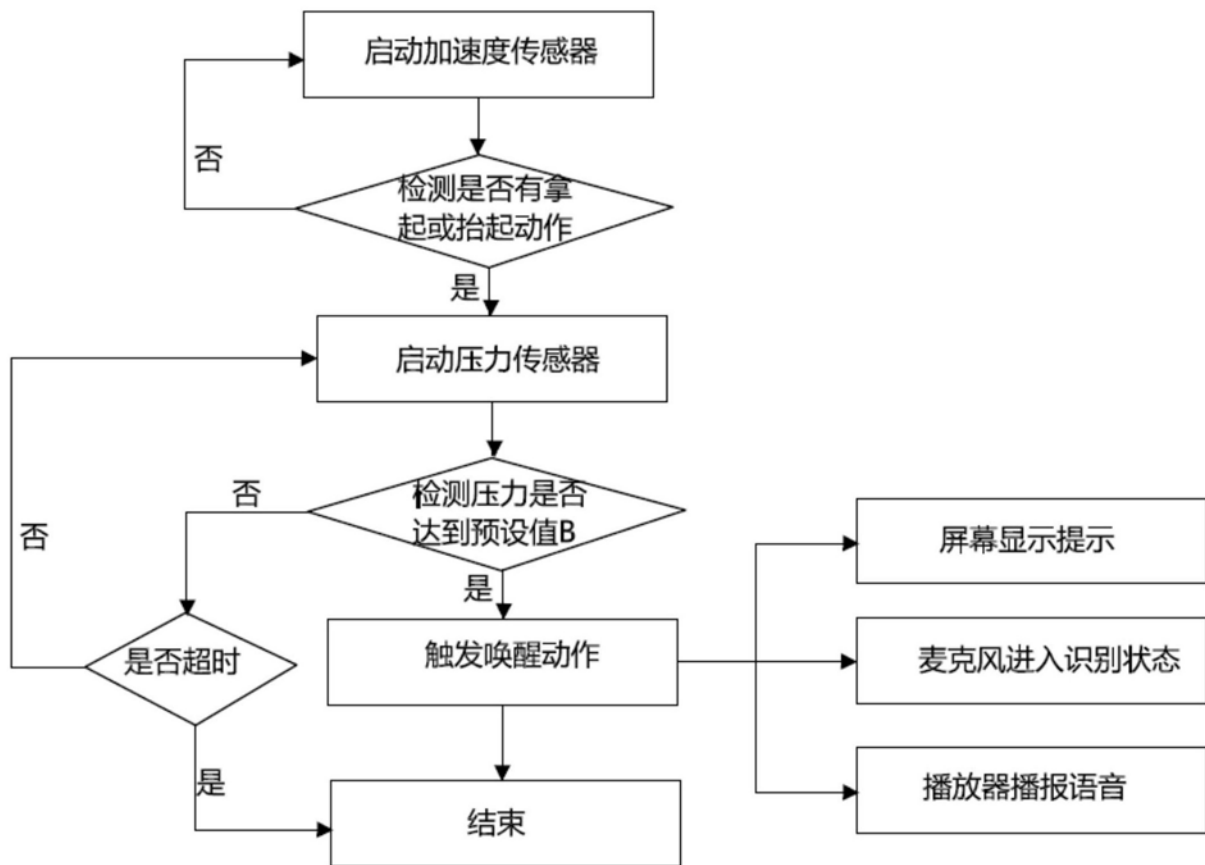 启动加速度传感器
否
检测是否有拿
起或抬起动作
是
启动压力传感器
否
检测压力是否
达到预设值B
否
是
屏幕显示提示
是否超时
触发唤醒动作
麦克风进入识别状态
是
结束
播放器播报语音